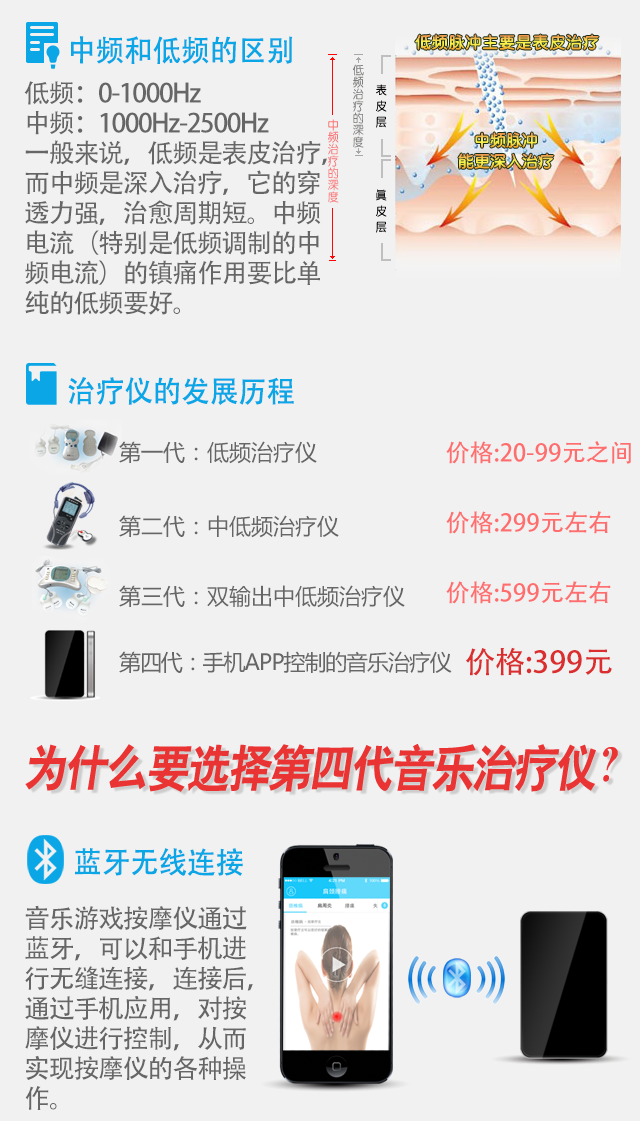 中频和低频的区别
低频：0-1000Hz
中频：1000Hz-2500Hz
一般来说，低频是表皮治疗，
而中频是深入治疗，它的穿
透力强，治愈周期短。中频
电流（特别是低频调制的中
频电流）的镇痛作用要比单
纯的低频要好。
中频治疗的深度
低频治疗的深度
表皮层
真皮层
低频脉冲主要是表皮治疗
中频脉冲
能更深入治疗
治疗仪的发展历程
第一代：低频治疗仪 价格:20-99元之间
第二代：中低频治疗仪 价格:299元左右
第三代：双输出中低频治疗仪 价格:599元左右
第四代：手机APP控制的音乐治疗仪 价格:399元
为什么要选择第四代音乐治疗仪?
蓝牙无线连接
音乐游戏按摩仪通过
蓝牙，可以和手机进
行无缝连接，连接后，
通过手机应用，对按
摩仪进行控制，从而
实现按摩仪的各种操
作。